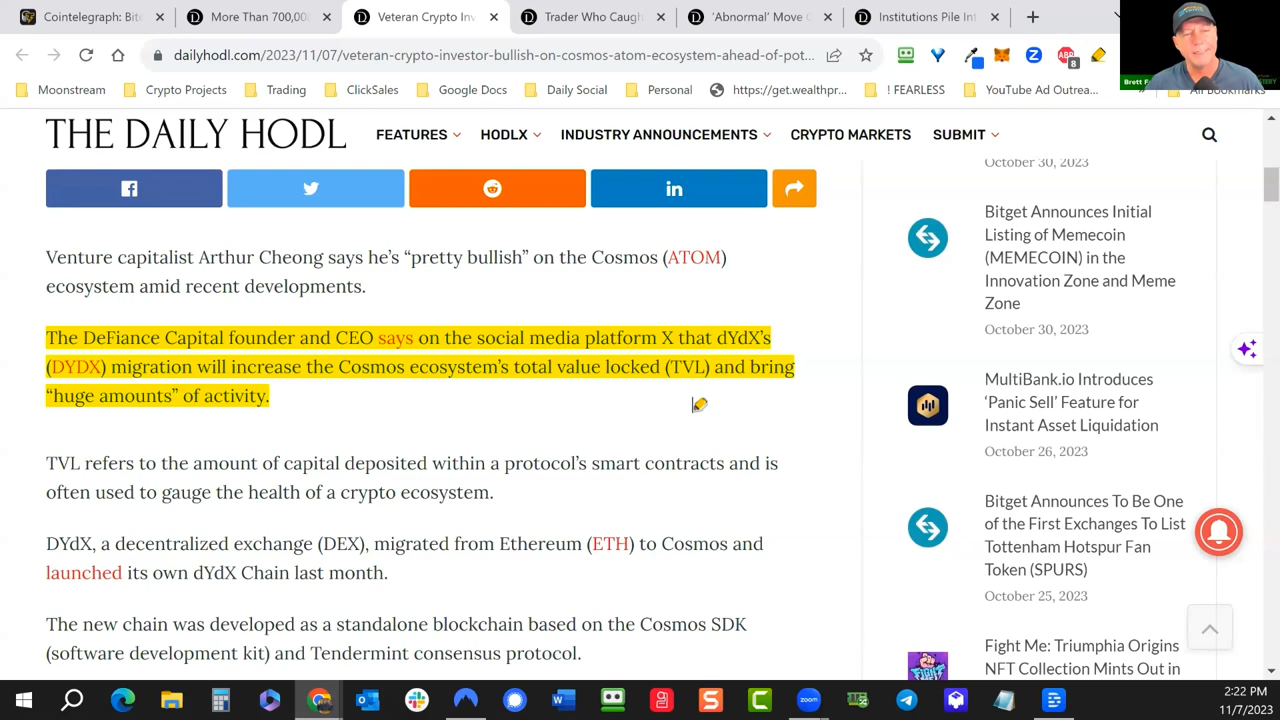 Cointelegraph: Bit
More Than 700,00
Veteran Crypto Inv
Trader Who Caugh
'Abnormal' Move C
Institutions Pile Int
dailyhodl.com/2023/11/07/veteran-crypto-investor-bullish-on-cosmos-atom-ecosystem-ahead-of-pot...
ABP
8
Brett F
Moonstream
Crypto Projects
Trading
ClickSales
Google Docs
Daily Social
Personal
https://get.wealthpr...
! FEARLESS
YouTube Ad Outrea...
All Bookmarks
THE DAILY HODL
FEATURES
HODLX
INDUSTRY ANNOUNCEMENTS
CRYPTO MARKETS
SUBMIT
Venture capitalist Arthur Cheong says he's “pretty bullish” on the Cosmos (ATOM)
ecosystem amid recent developments.
The DeFiance Capital founder and CEO says on the social media platform X that dYdX's
(DYDX) migration will increase the Cosmos ecosystem's total value locked (TVL) and bring
“huge amounts” of activity.
TVL refers to the amount of capital deposited within a protocol's smart contracts and is
often used to gauge the health of a crypto ecosystem.
DYdX, a decentralized exchange (DEX), migrated from Ethereum (ETH) to Cosmos and
launched its own dYdX Chain last month.
The new chain was developed as a standalone blockchain based on the Cosmos SDK
(software development kit) and Tendermint consensus protocol.
October 30, 2023
Bitget Announces Initial
Listing of Memecoin
(MEMECOIN) in the
Innovation Zone and Meme
Zone
October 30, 2023
MultiBank.io Introduces
‘Panic Sell’ Feature for
Instant Asset Liquidation
October 26, 2023
Bitget Announces To Be One
of the First Exchanges To List
Tottenham Hotspur Fan
Token (SPURS)
October 25, 2023
Fight Me: Triumphia Origins
NFT Collection Mints Out in
2:22 PM
11/7/2023